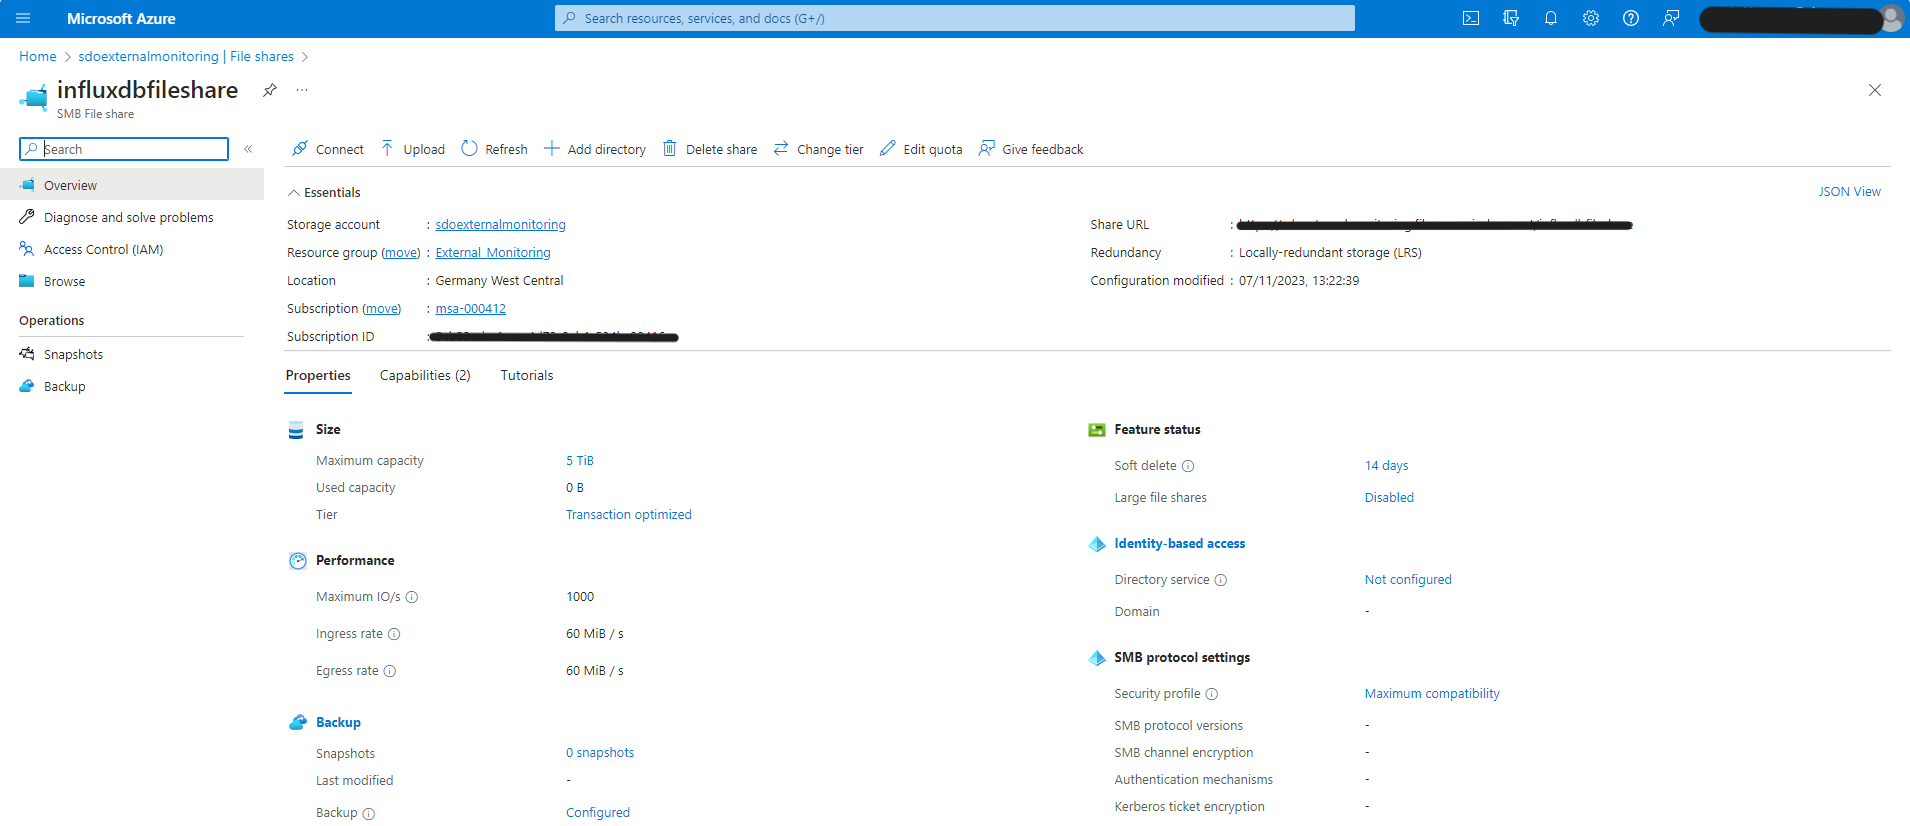 Microsoft Azure
Search resources, services, and docs (G+/)
Home > sdoexternalmonitoring | File shares >
influxdbfileshare
SMB File share
Search
Overview
Diagnose and solve problems
Access Control (IAM)
Browse
Operations
Snapshots
Backup
Connect Upload Refresh Add directory Delete share Change tier Edit quota Give feedback
Essentials
JSON View
Storage account : sdoexternalmonitoring
Resource group (move) : External_Monitoring
Location : Germany West Central
Subscription (move) : msa-000412
Subscription ID :
Share URL :
Redundancy : Locally-redundant storage (LRS)
Configuration modified : 07/11/2023, 13:22:39
Properties Capabilities (2) Tutorials
Size
Maximum capacity 5 TiB
Used capacity 0 B
Tier Transaction optimized
Performance
Maximum IO/s 1000
Ingress rate 60 MiB / s
Egress rate 60 MiB / s
Backup
Snapshots 0 snapshots
Last modified -
Backup Configured
Feature status
Soft delete 14 days
Large file shares Disabled
Identity-based access
Directory service Not configured
Domain -
SMB protocol settings
Security profile Maximum compatibility
SMB protocol versions -
SMB channel encryption -
Authentication mechanisms -
Kerberos ticket encryption -